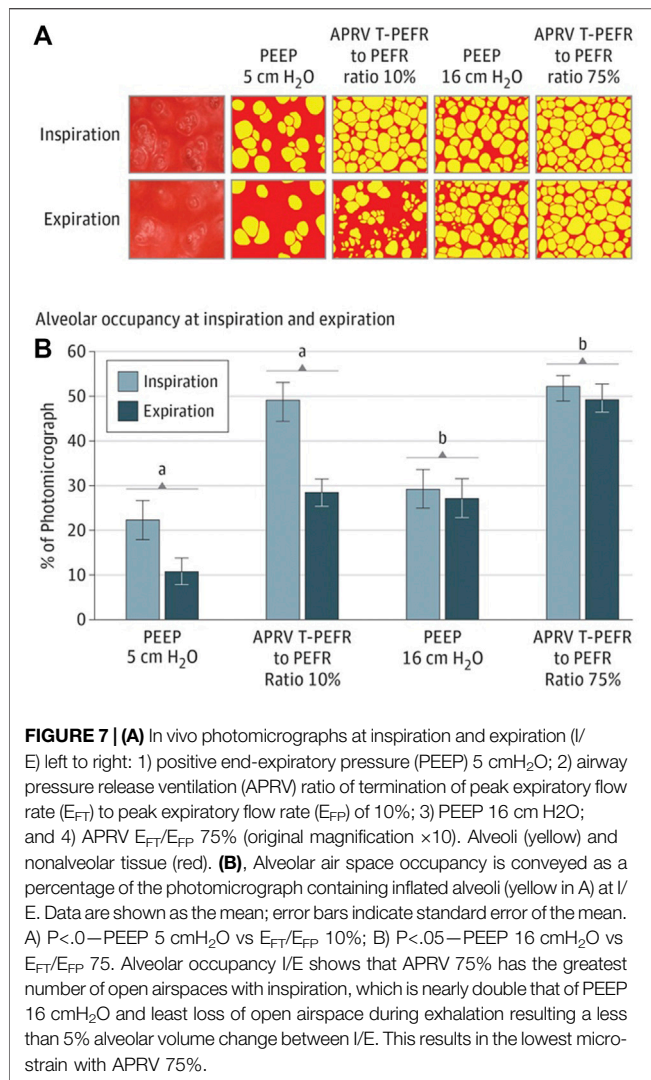 A
PEEP
5 cm H₂O
APRV T-PEFR
to PEFR
ratio 10%
PEEP
16 cm H₂O
APRV T-PEFR
to PEFR
ratio 75%
Inspiration
Expiration
Alveolar occupancy at inspiration and expiration
B
% of Photomicrograph
60
50
40
30
20
10
0
Inspiration
Expiration
a
a
b
b
PEEP
5 cm H₂O
APRV T-PEFR
to PEFR
Ratio 10%
PEEP
16 cm H₂O
APRV T-PEFR
to PEFR
Ratio 75%
FIGURE 7 | (A) In vivo photomicrographs at inspiration and expiration (I/
E) left to right: 1) positive end-expiratory pressure (PEEP) 5 cmH₂O; 2) airway
pressure release ventilation (APRV) ratio of termination of peak expiratory flow
rate (E_FT) to peak expiratory flow rate (E_FP) of 10%; 3) PEEP 16 cm H2O;
and 4) APRV E_FT/E_FP 75% (original magnification ×10). Alveoli (yellow) and
nonalveolar tissue (red). (B), Alveolar air space occupancy is conveyed as a
percentage of the photomicrograph containing inflated alveoli (yellow in A) at I/
E. Data are shown as the mean; error bars indicate standard error of the mean.
A) P<.0—PEEP 5 cmH₂O vs E_FT/E_FP 10%; B) P<.05—PEEP 16 cmH₂O vs
E_FT/E_FP 75. Alveolar occupancy I/E shows that APRV 75% has the greatest
number of open airspaces with inspiration, which is nearly double that of PEEP
16 cmH₂O and least loss of open airspace during exhalation resulting a less
than 5% alveolar volume change between I/E. This results in the lowest micro-
strain with APRV 75%.